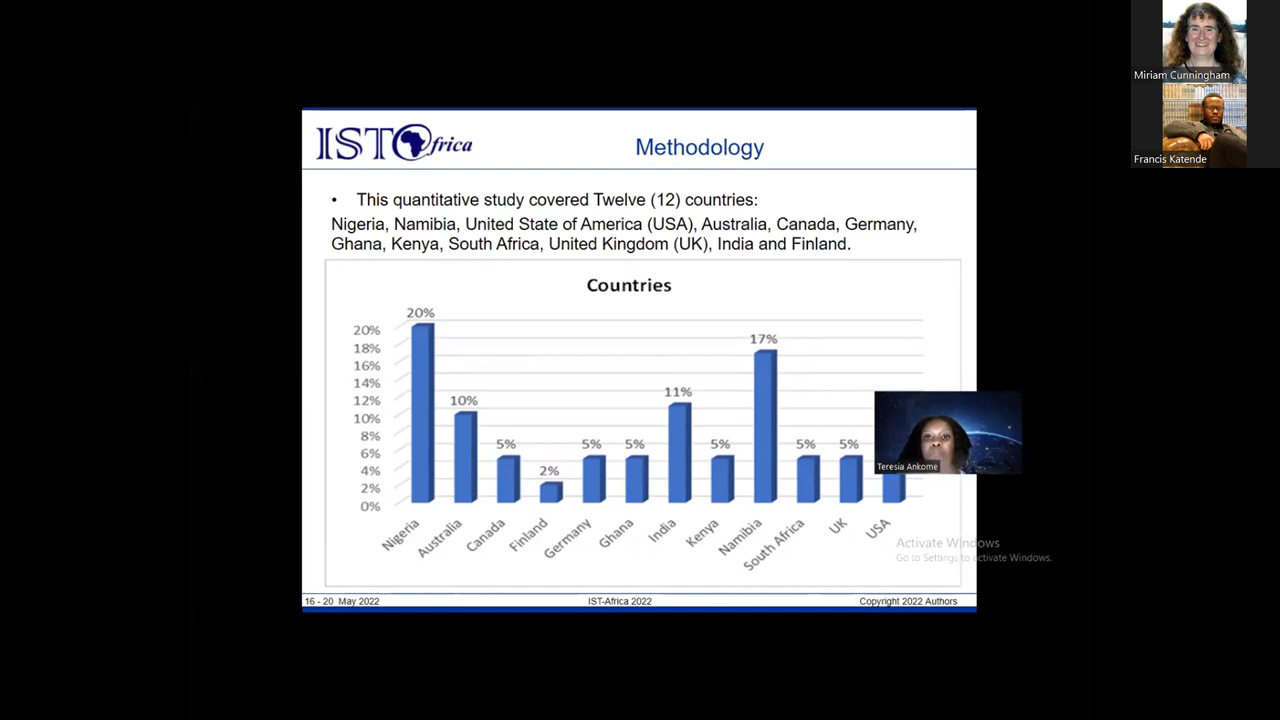 Miriam Cunningham
Francis Katende
IST Africa
Methodology
• This quantitative study covered Twelve (12) countries:
Nigeria, Namibia, United State of America (USA), Australia, Canada, Germany,
Ghana, Kenya, South Africa, United Kingdom (UK), India and Finland.
Countries
20%
18%
16%
14%
12%
10%
8%
6%
4%
2%
0%
20%
10%
5%
2%
5%
5%
11%
5%
17%
5%
5%
Nigeria
Australia
Canada
Finland
Germany
Ghana
India
Kenya
Namibia
South Africa
UK
USA
Teresia Ankome
Activate Windows
Go to Settings to activate Windows.
16 - 20 May 2022
IST-Africa 2022
Copyright 2022 Authors